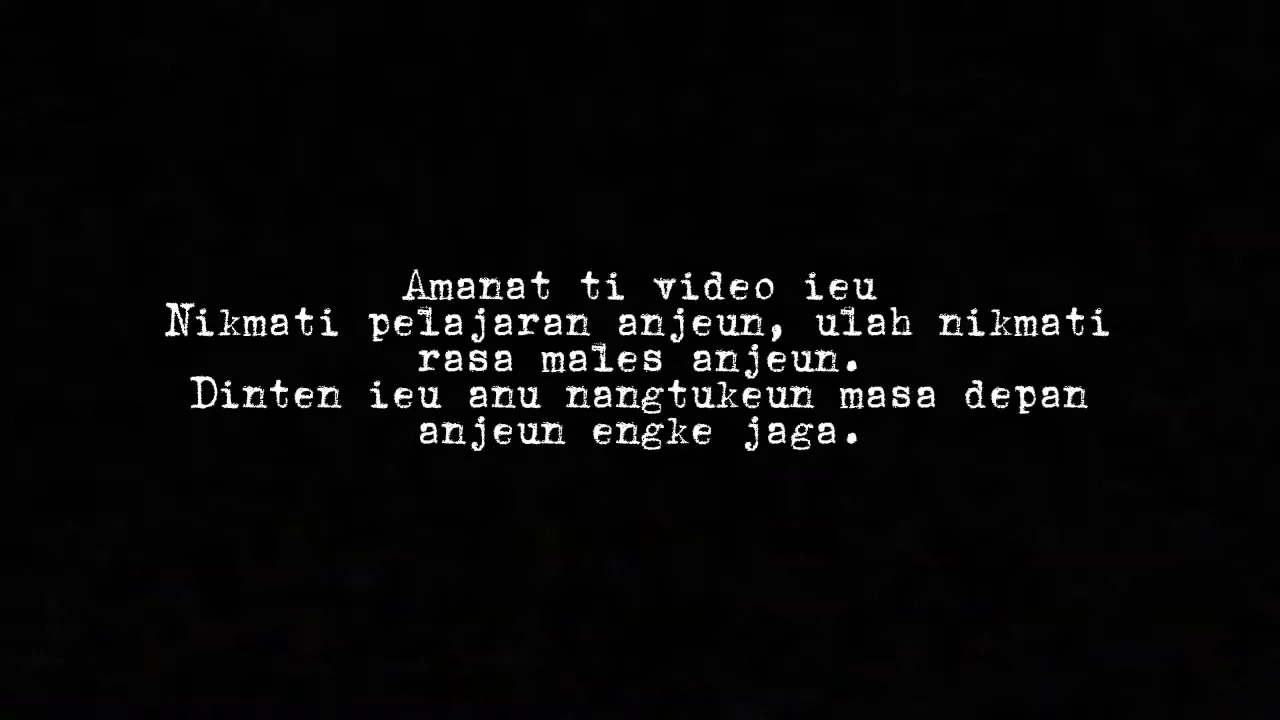 Amanat ti video ieu
Nikmati pelajaran anjeun, ulah nikmati
rasa males anjeun.
Dinten ieu anu nangtukeun masa depan
anjeun engke jaga.